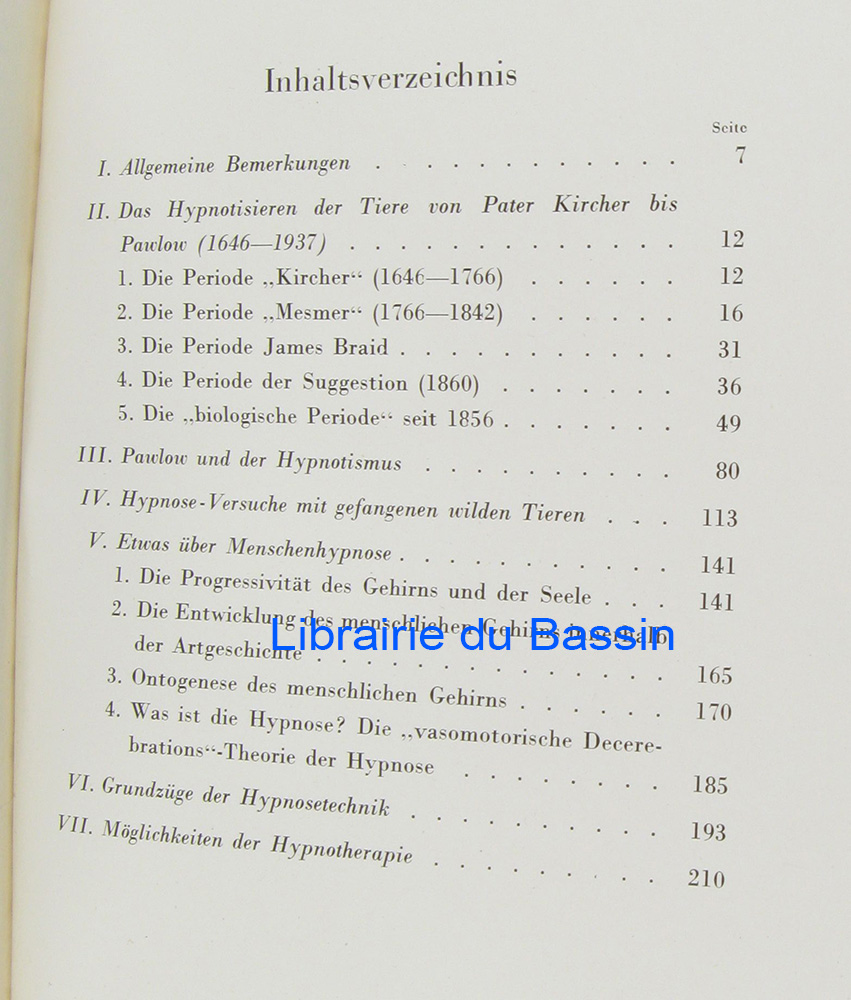 Inhaltsverzeichnis
Seite
I. Allgemeine Bemerkungen . . . . . . . . . . . 7
II. Das Hypnotisieren der Tiere von Pater Kircher bis
Pawlow (1646—1937) . . . . . . . . . . . . . 12
1. Die Periode „Kircher“ (1646—1766) . . . . . . 12
2. Die Periode „Mesmer“ (1766—1842) . . . . . . 16
3. Die Periode James Braid . . . . . . . . . . . 31
4. Die Periode der Suggestion (1860) . . . . . . . 36
5. Die „biologische Periode“ seit 1856 . . . . . . . 49
III. Pawlow und der Hypnotismus . . . . . . . . . . 80
IV. Hypnose-Versuche mit gefangenen wilden Tieren . . . 113
V. Etwas über Menschenhypnose . . . . . . . . . . . 141
1. Die Progressivität des Gehirns und der Seele . . . 141
2. Die Entwicklung des menschlichen Gehirns innerhalb
Librairie du Bassin
der Artgeschichte . . . . . . . . . . . . . 165
3. Ontogenese des menschlichen Gehirns . . . . . . 170
4. Was ist die Hypnose? Die „vasomotorische Decere-
brations“-Theorie der Hypnose . . . . . . . . 185
VI. Grundzüge der Hypnosetechnik . . . . . . . . . . 193
VII. Möglichkeiten der Hypnotherapie . . . . . . . . . 210